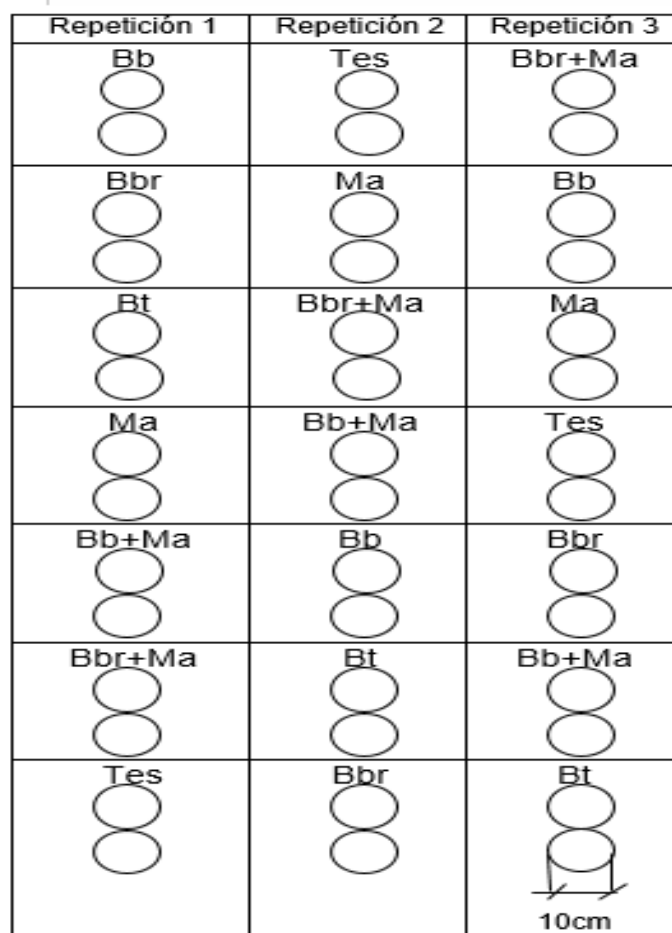 Repetición 1 Repetición 2 Repetición 3
Bb Tes Bbr+Ma
Bbr Ma Bb
Bt Bbr+Ma Ma
Ma Bb+Ma Tes
Bb+Ma Bb Bbr
Bbr+Ma Bt Bb+Ma
Tes Bbr Bt
10cm